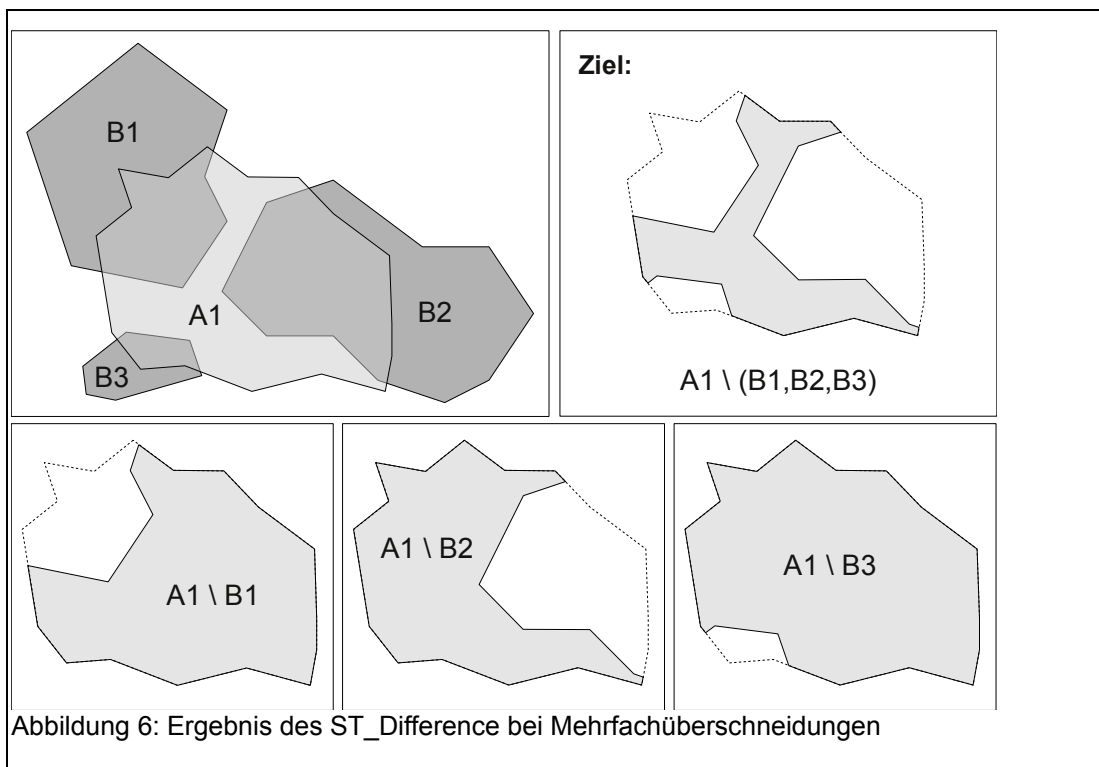 B1
A1
B2
B3
Ziel:
A1 \ (B1,B2,B3)
A1 \ B1
A1 \ B2
A1 \ B3
Abbildung 6: Ergebnis des ST_Difference bei Mehrfachüberschneidungen